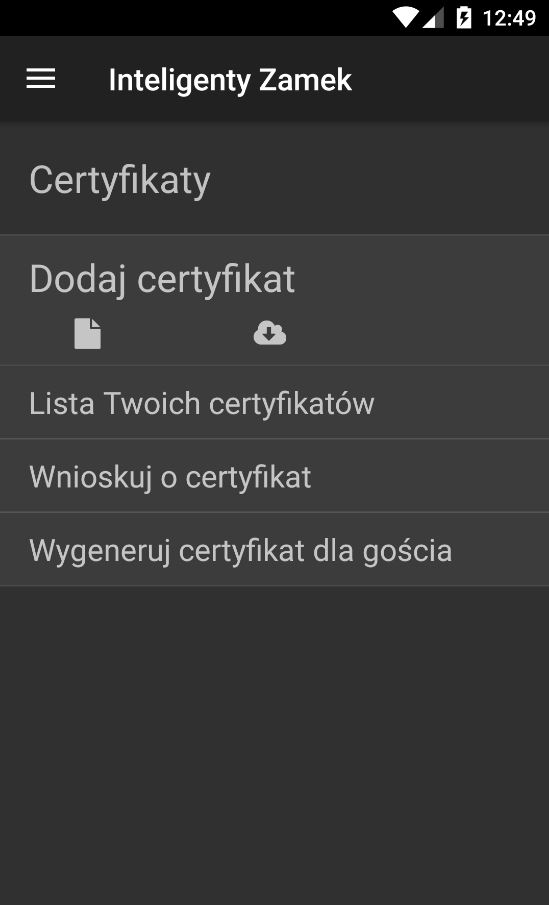 12:49
Inteligenty Zamek
Certyfikaty
Dodaj certyfikat
Lista Twoich certyfikatów
Wnioskuj o certyfikat
Wygeneruj certyfikat dla gościa